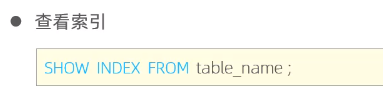 ● 查看索引
SHOW INDEX FROM table_name ;